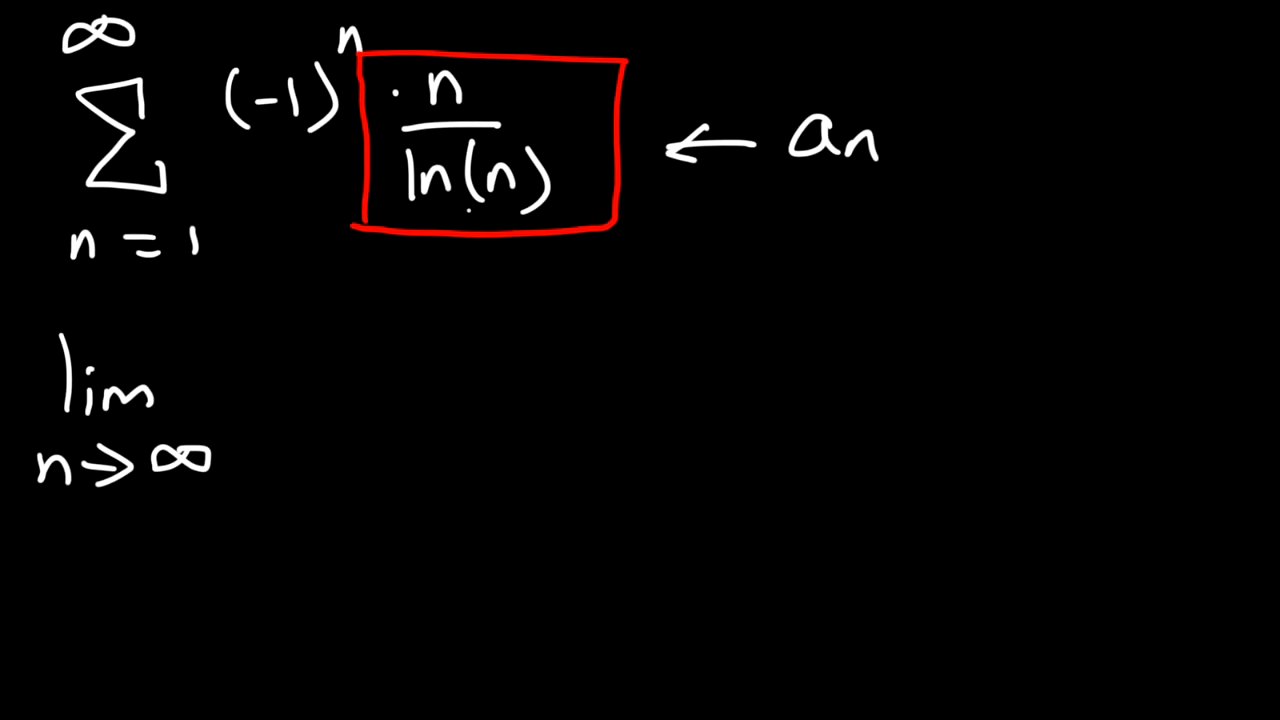 ∞
∑ (-1)^n · n / ln(n) ← an
n = 1
lim
n → ∞